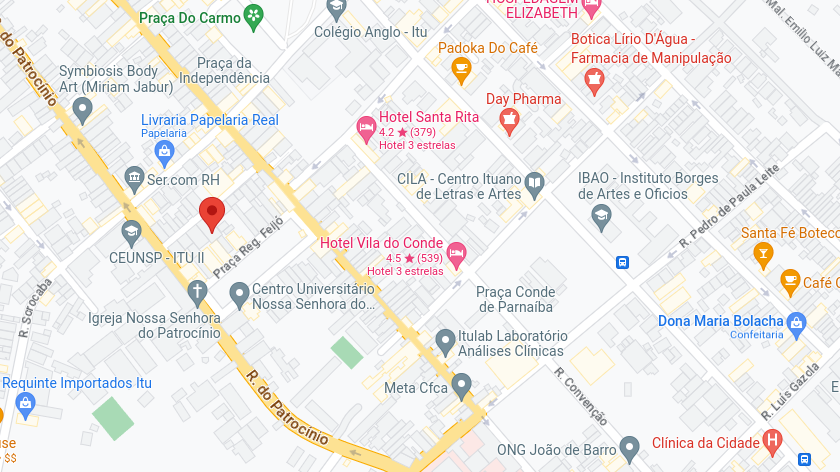 HOSPEDAGEM
ELIZABETH
Praça Do Carmo
Colégio Anglo - Itu
Mal. Emílio Luiz Ma
do Patrocínio
Padoka Do Café
Botica Lírio D'Água -
Farmacia de Manipulação
Praça da
Independência
Symbiosis Body
Art (Miriam Jabur)
Day Pharma
Livraria Papelaria Real
Papelaria
Hotel Santa Rita
4.2 ★ (379)
Hotel 3 estrelas
Ser.com RH
CILA - Centro Ituano
de Letras e Artes
IBAO - Instituto Borges
de Artes e Oficios
R. Pedro de Paula Leite
Praça Reg. Feijó
CEUNSP - ITU II
Hotel Vila do Conde
4.5 ★ (539)
Hotel 3 estrelas
Santa Fé Boteco
Café
Centro Universitário
Nossa Senhora do...
Praça Conde
de Parnaíba
R. Sorocaba
Igreja Nossa Senhora
do Patrocínio
Dona Maria Bolacha
Confeitaria
Itulab Laboratório
Análises Clínicas
Requinte Importados Itu
Meta Cfca
R. Convenção
R. Luís Gazola
E
R. do Patrocínio
use
$$
ONG João de Barro
Clínica da Cidade